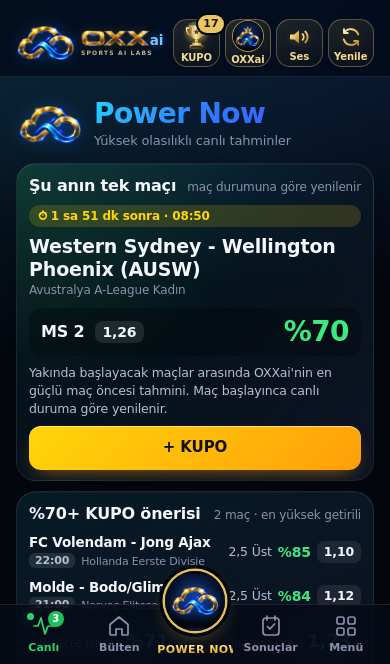 OXX ai
SPORTS AI LABS
17
KUPO
OXXai
Ses
Yenile
Power Now
Yüksek olasılıklı canlı tahminler
Şu anın tek maçı maç durumuna göre yenilenir
1 sa 51 dk sonra · 08:50
Western Sydney - Wellington
Phoenix (AUSW)
Avustralya A-League Kadın
MS 2 1,26 %70
Yakında başlayacak maçlar arasında OXXai'nin en
güçlü maç öncesi tahmini. Maç başlayınca canlı
duruma göre yenilenir.
+ KUPO
%70+ KUPO önerisi 2 maç · en yüksek getirili
FC Volendam - Jong Ajax
22:00 Hollanda Eerste Divisie
2,5 Üst %85 1,10
Molde - Bodo/Glim
2,5 Üst %84 1,12
3
Canlı
Bülten
POWER NOW
Sonuçlar
Menü